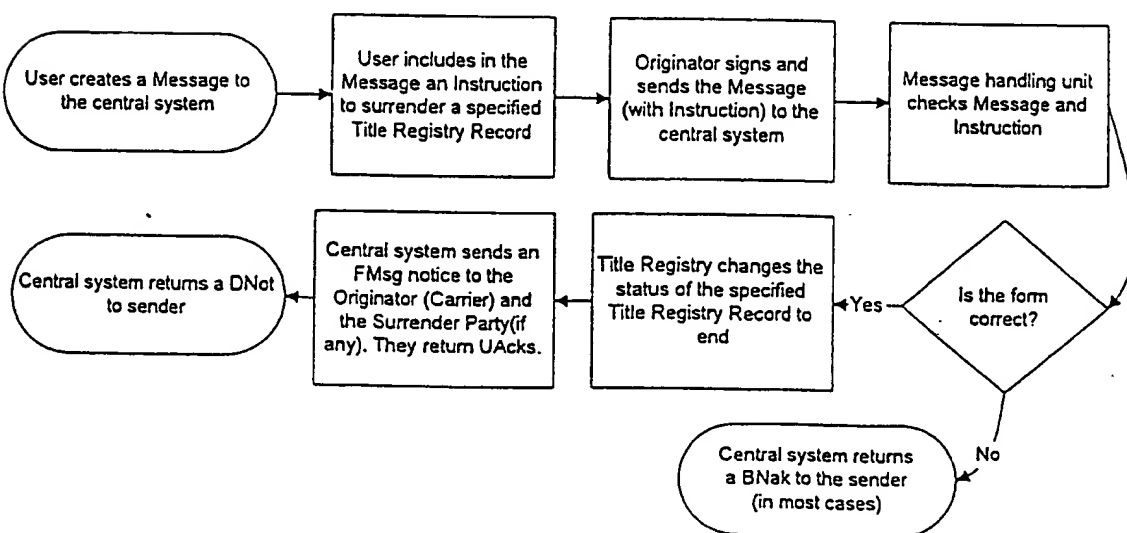 User creates a Message to
the central system
User includes in the
Message an Instruction
to surrender a specified
Title Registry Record
Originator signs and
sends the Message
(with Instruction) to the
central system
Message handling unit
checks Message and
Instruction
Is the form
correct?
Yes
Title Registry changes the
status of the specified
Title Registry Record to
end
Central system sends an
FMsg notice to the
Originator (Carrier) and
the Surrender Party(if
any). They return UAcks.
Central system returns a DNot
to sender
No
Central system returns
a BNak to the sender
(in most cases)